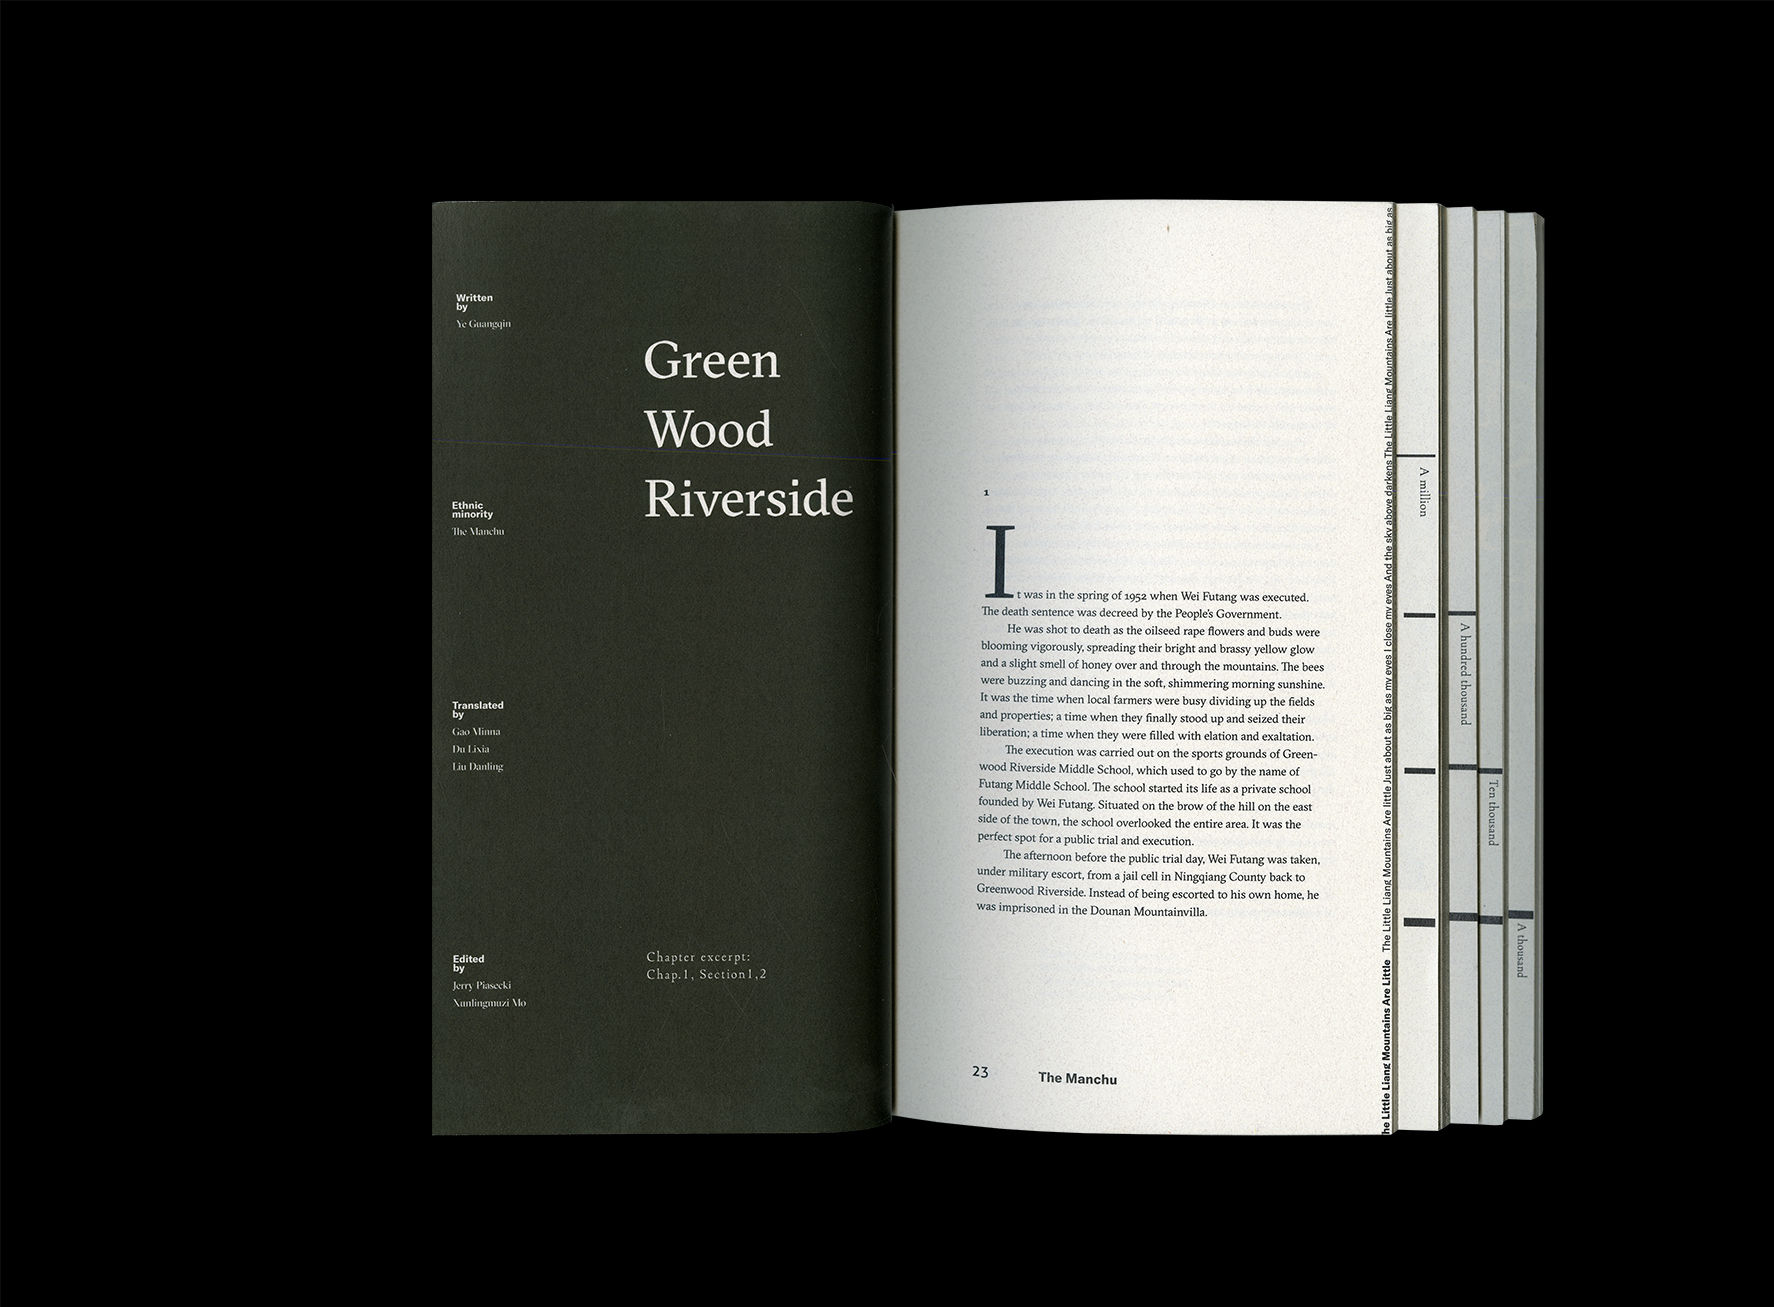 Written
by
Ye Guangqin
Ethnic
minority
The Manchu
Translated
by
Gao Minna
Du Lixia
Liu Danling
Edited
by
Jerry Piasecki
Xunlingmuzi Mo
Green
Wood
Riverside
Chapter excerpt:
Chap.1, Section1,2
1
It was in the spring of 1952 when Wei Futang was executed.
The death sentence was decreed by the People's Government.
He was shot to death as the oilseed rape flowers and buds were
blooming vigorously, spreading their bright and brassy yellow glow
and a slight smell of honey over and through the mountains. The bees
were buzzing and dancing in the soft, shimmering morning sunshine.
It was the time when local farmers were busy dividing up the fields
and properties; a time when they finally stood up and seized their
liberation; a time when they were filled with elation and exaltation.
The execution was carried out on the sports grounds of Green-
wood Riverside Middle School, which used to go by the name of
Futang Middle School. The school started its life as a private school
founded by Wei Futang. Situated on the brow of the hill on the east
side of the town, the school overlooked the entire area. It was the
perfect spot for a public trial and execution.
The afternoon before the public trial day, Wei Futang was taken,
under military escort, from a jail cell in Ningqiang County back to
Greenwood Riverside. Instead of being escorted to his own home, he
was imprisoned in the Dounan Mountainvilla.
23
The Manchu
he Little Liang Mountains Are Little The Little Liang Mountains Are little Just about as big as my eyes I close my eyes And the sky above darkens The Little Liang Mountains Are little Just about as big as
A million
A hundred thousand
Ten thousand
A thousand